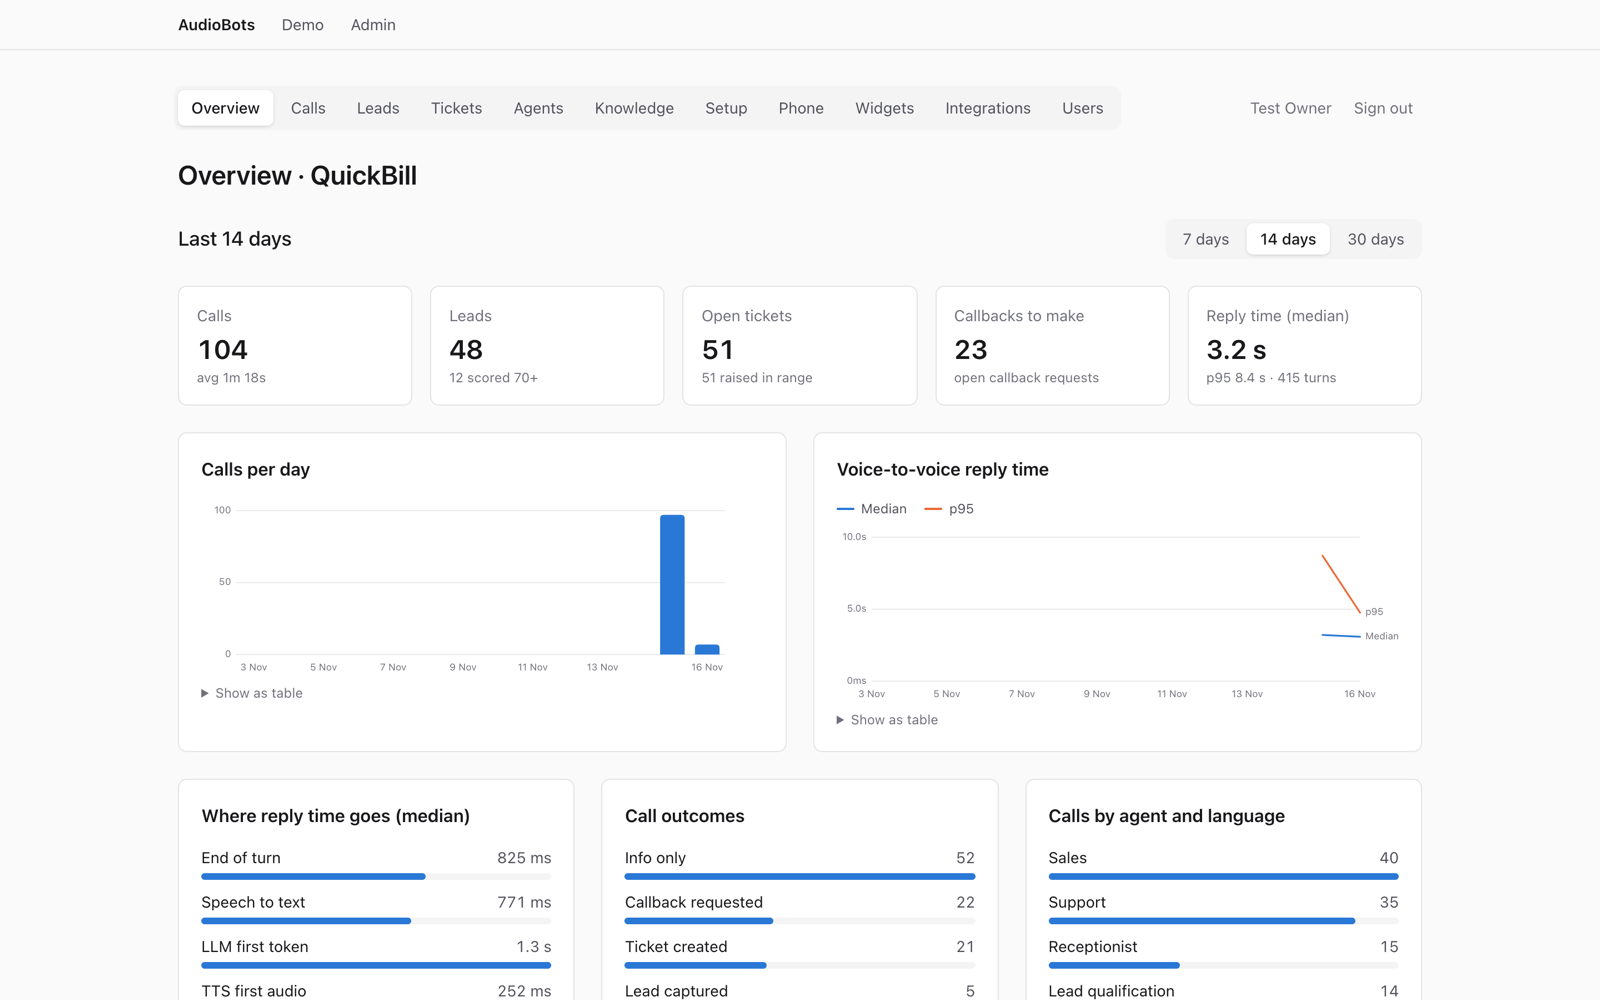 AudioBots Demo Admin
Overview Calls Leads Tickets Agents Knowledge Setup Phone Widgets Integrations Users Test Owner Sign out
Overview · QuickBill
Last 14 days
7 days 14 days 30 days
Calls
104
avg 1m 18s
Leads
48
12 scored 70+
Open tickets
51
51 raised in range
Callbacks to make
23
open callback requests
Reply time (median)
3.2 s
p95 8.4 s · 415 turns
Calls per day
100
50
0
3 Nov 5 Nov 7 Nov 9 Nov 11 Nov 13 Nov 16 Nov
Show as table
Voice-to-voice reply time
Median p95
10.0s
5.0s
p95
Median
0ms
3 Nov 5 Nov 7 Nov 9 Nov 11 Nov 13 Nov 16 Nov
Show as table
Where reply time goes (median)
End of turn 825 ms
Speech to text 771 ms
LLM first token 1.3 s
TTS first audio 252 ms
Call outcomes
Info only 52
Callback requested 22
Ticket created 21
Lead captured 5
Calls by agent and language
Sales 40
Support 35
Receptionist 15
Lead qualification 14